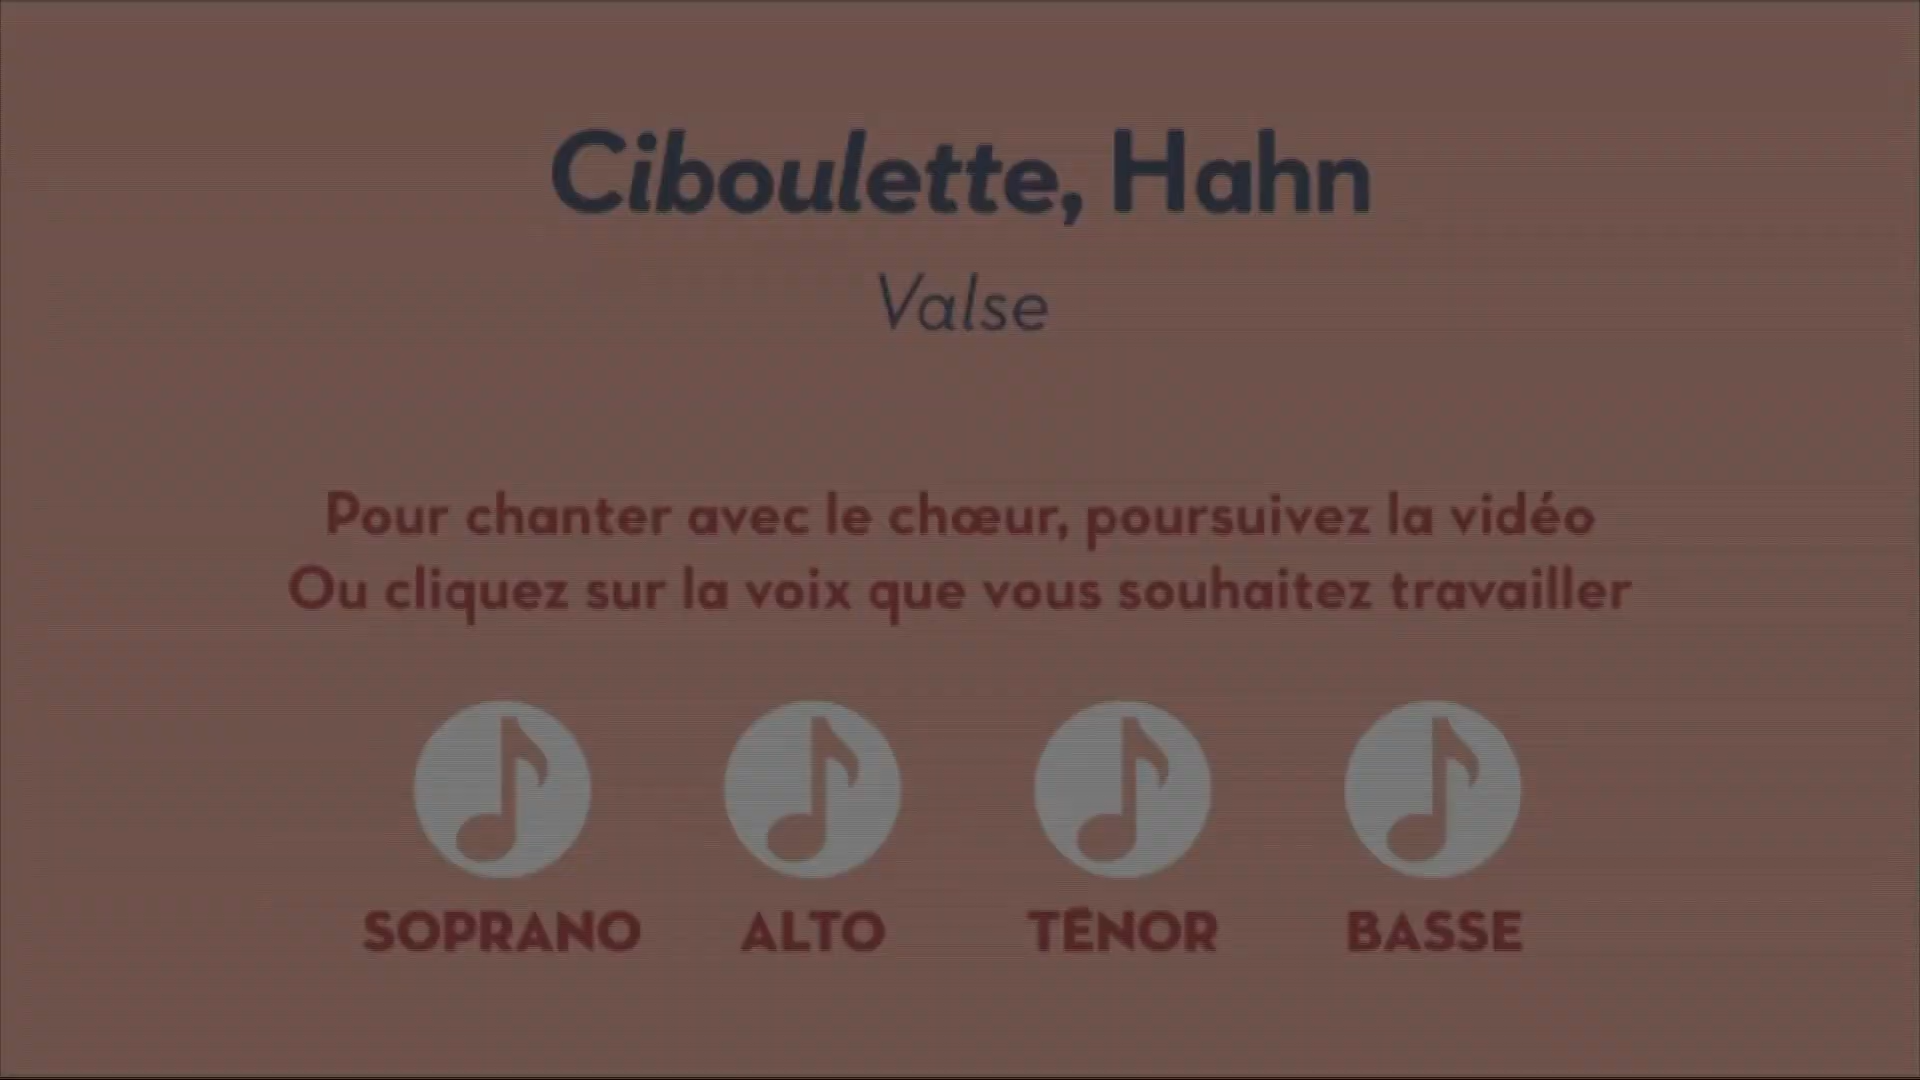 Ciboulette, Hahn
Valse
Pour chanter avec le chœur, poursuivez la vidéo
Ou cliquez sur la voix que vous souhaitez travailler
SOPRANO ALTO TÉNOR BASSE